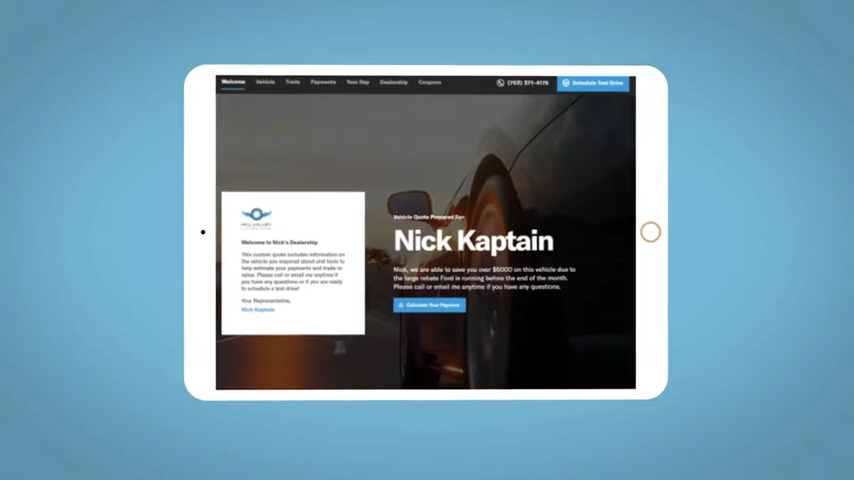 Welcome Vehicle Trade Payments Your Rep Dealership Coupons (702) 271-4176 Schedule Test Drive
HILL VALLEY
Welcome to Nick's Dealership
This custom quote includes information on
the vehicle you inquired about and tools to
help estimate your payments and trade-in
value. Please call or email me anytime if
you have any questions or if you are ready
to schedule a test drive!
Your Representative,
Nick Kaptain
Vehicle Quote Prepared For:
Nick Kaptain
Nick, we are able to save you over $6000 on this vehicle due to
the large rebate Ford is running before the end of the month.
Please call or email me anytime if you have any questions.
Calculate Your Payment